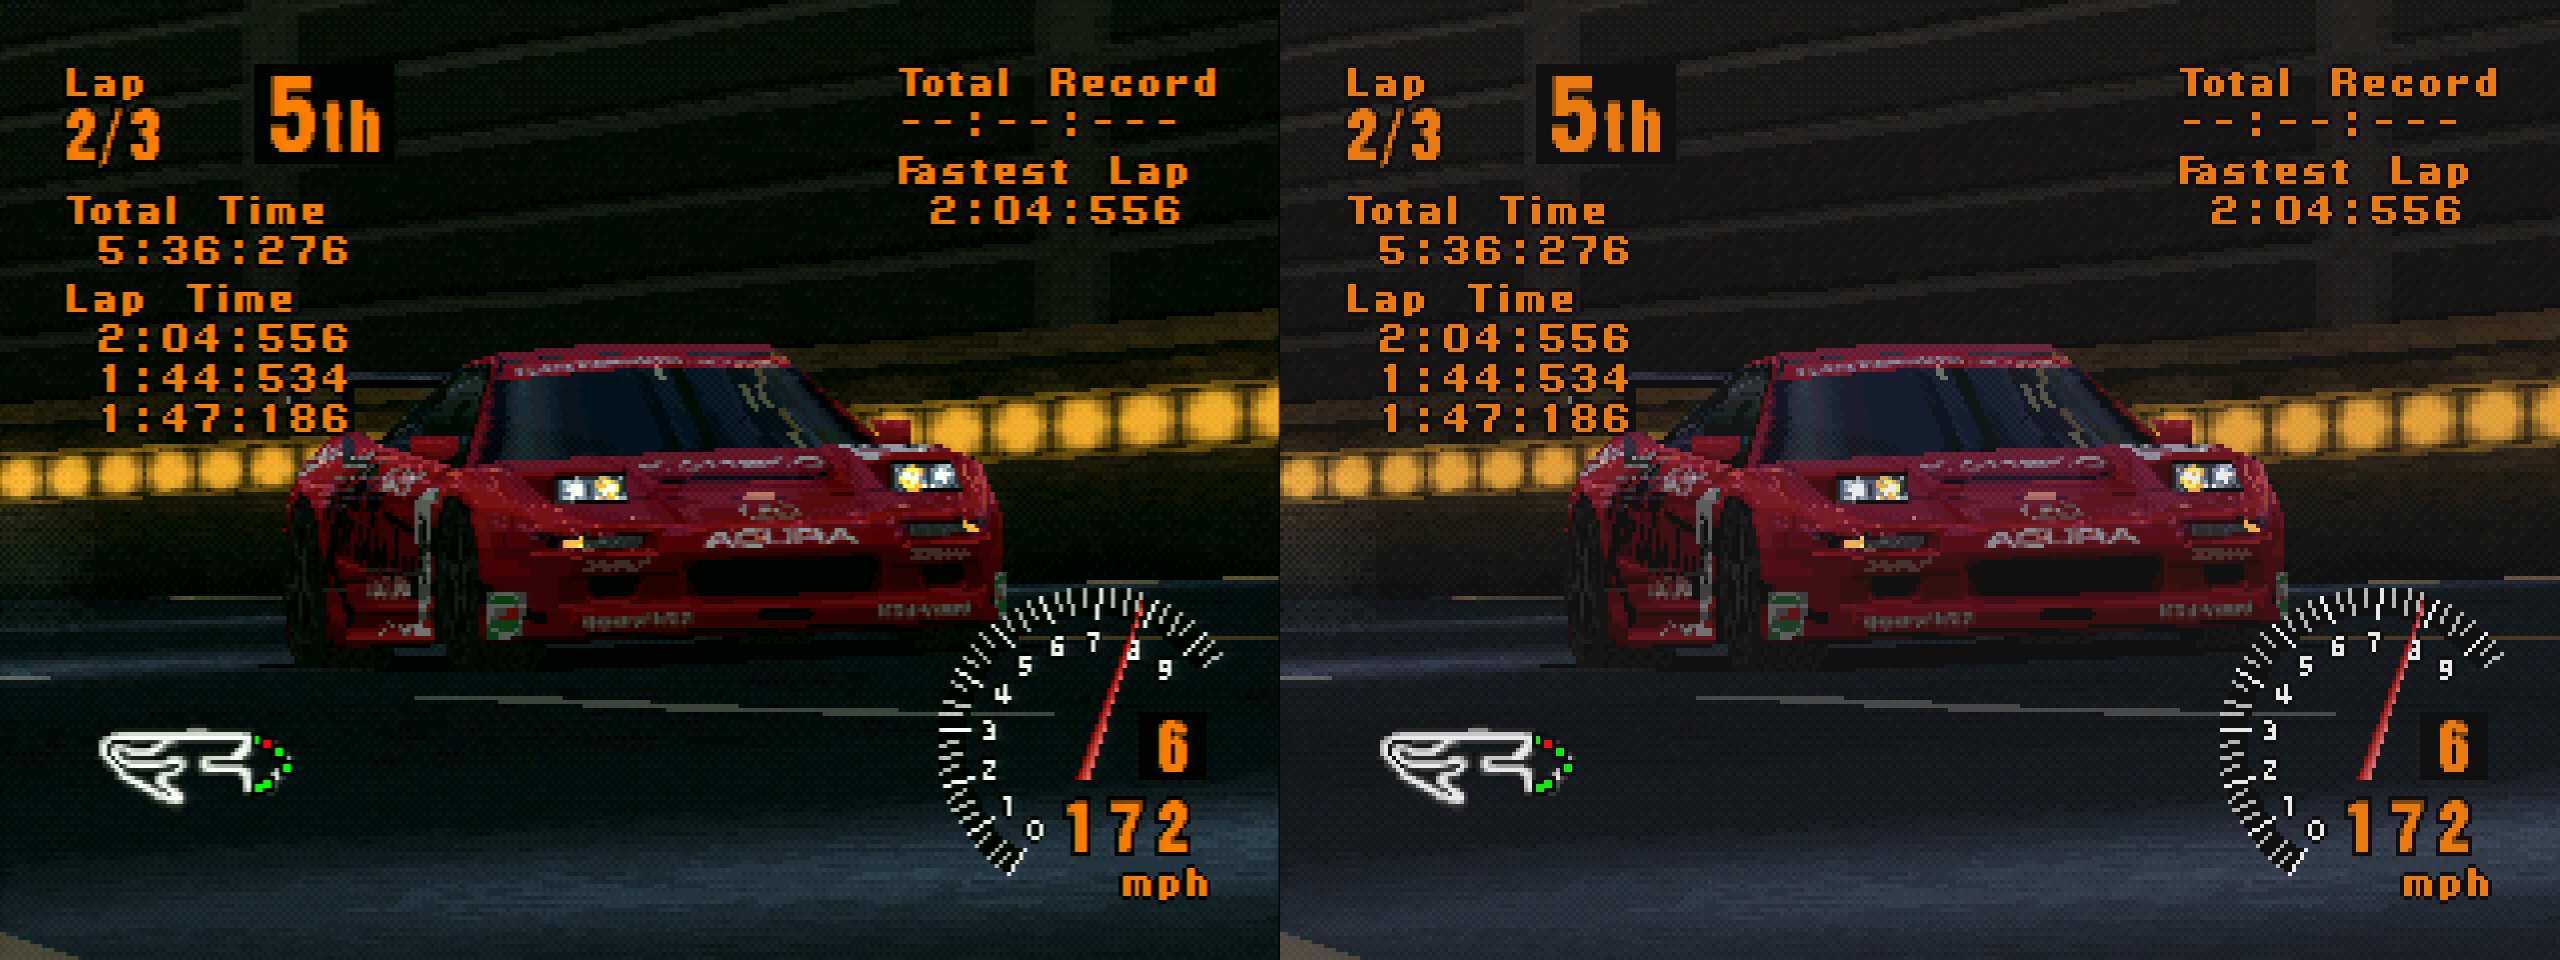 Lap
2/3
5th
Total Time
5:36:276
Lap Time
2:04:556
1:44:534
1:47:186
Total Record
--:--:---
Fastest Lap
2:04:556
ACURA
0 1 2 3 4 5 6 7 8 9
6
172
mph
Lap
2/3
5th
Total Time
5:36:276
Lap Time
2:04:556
1:44:534
1:47:186
Total Record
--:--:---
Fastest Lap
2:04:556
ACURA
0 1 2 3 4 5 6 7 8 9
6
172
mph